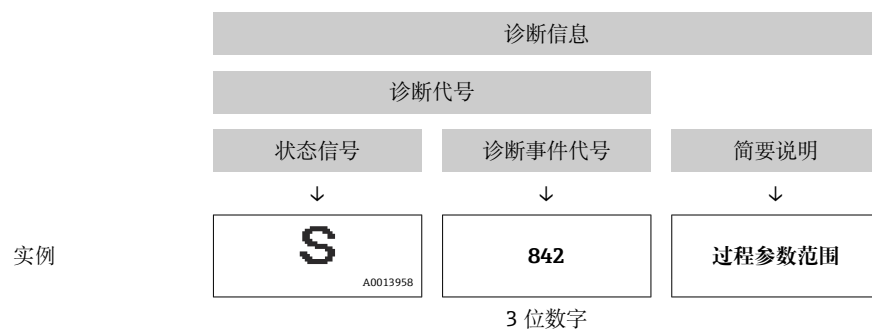 诊断信息
诊断代号
状态信号 诊断事件代号 简要说明
↓ ↓ ↓
实例 S 842 过程参数范围
A0013958
3 位数字